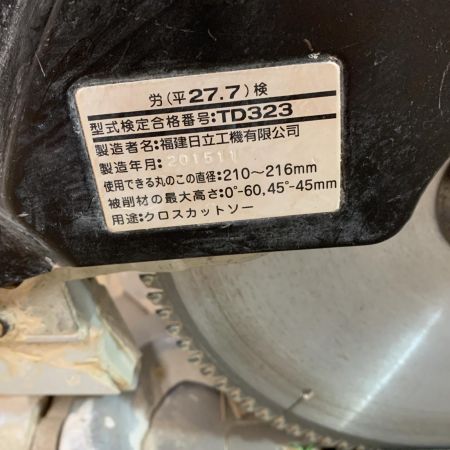 労(平27.7)検
型式検定合格番号:TD323
製造者名:福建日立工機有限公司
製造年月:201511
使用できる丸のこの直径:210～216mm
被削材の最大高さ:0°-60,45°-45mm
用途:クロスカットソー